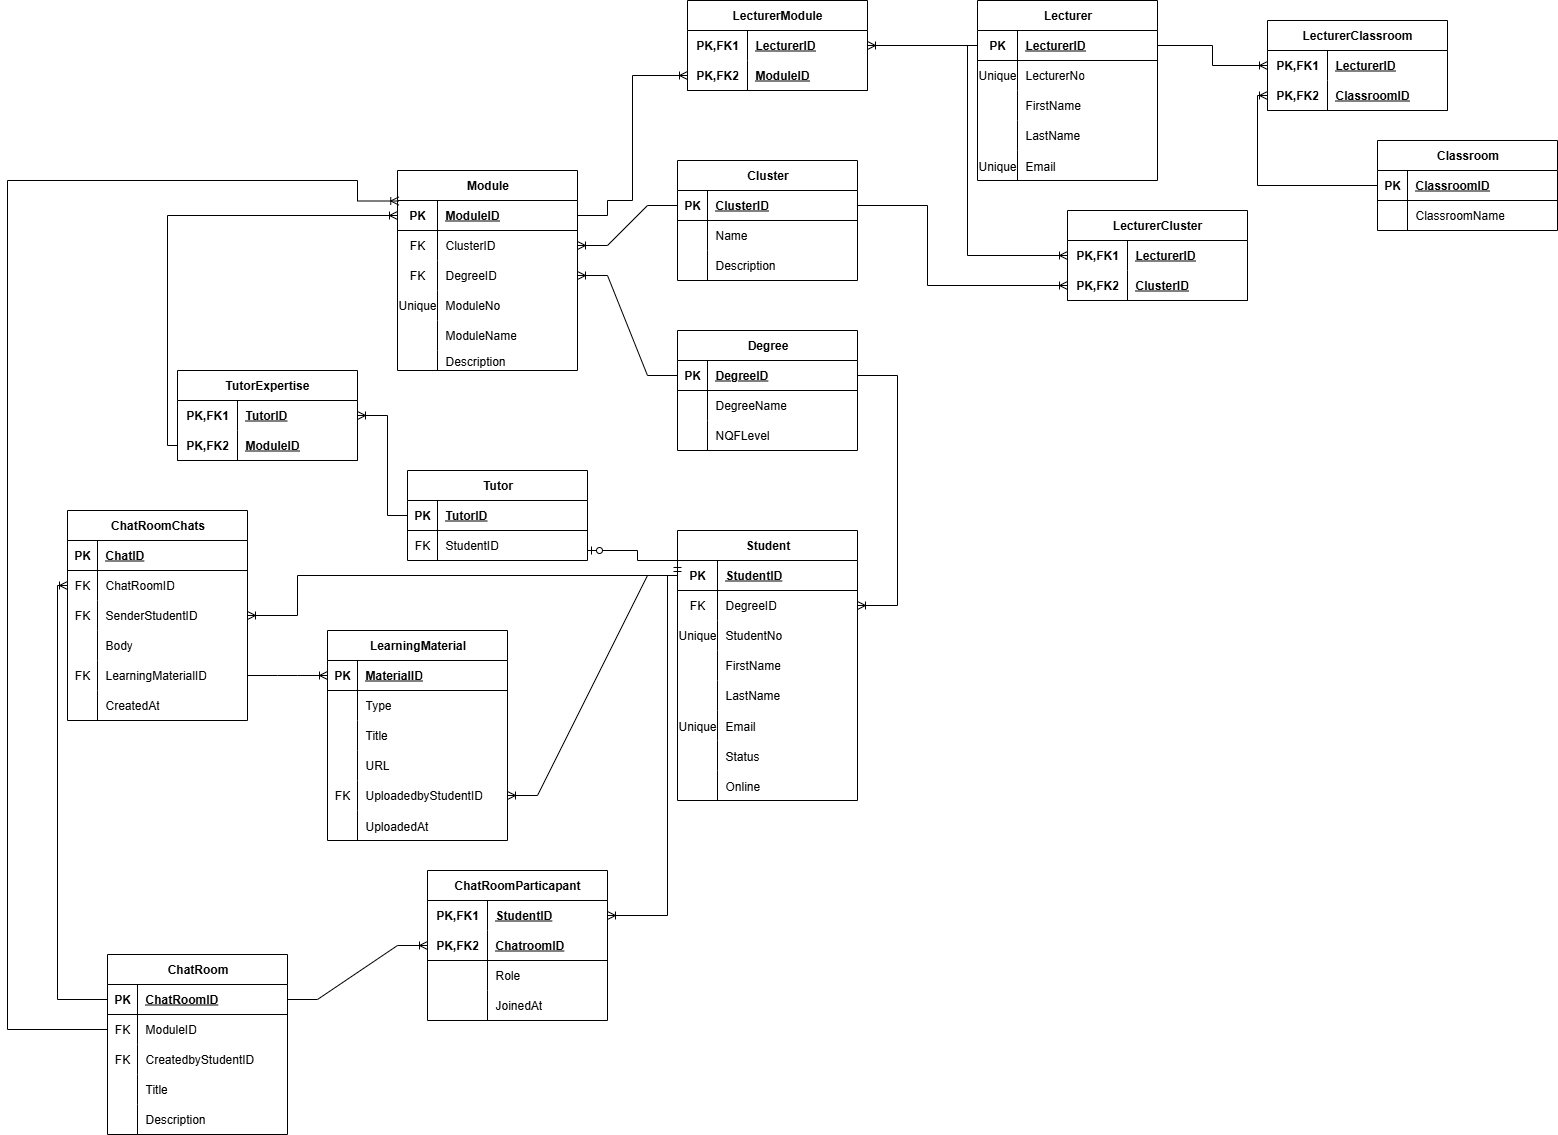 LecturerModule
PK,FK1 LecturerID
PK,FK2 ModuleID
Lecturer
PK LecturerID
Unique LecturerNo
FirstName
LastName
Unique Email
LecturerClassroom
PK,FK1 LecturerID
PK,FK2 ClassroomID
Classroom
PK ClassroomID
ClassroomName
Module
PK ModuleID
FK ClusterID
FK DegreeID
Unique ModuleNo
ModuleName
Description
Cluster
PK ClusterID
Name
Description
LecturerCluster
PK,FK1 LecturerID
PK,FK2 ClusterID
Degree
PK DegreeID
DegreeName
NQFLevel
TutorExpertise
PK,FK1 TutorID
PK,FK2 ModuleID
Tutor
PK TutorID
FK StudentID
ChatRoomChats
PK ChatID
FK ChatRoomID
FK SenderStudentID
Body
FK LearningMaterialID
CreatedAt
Student
PK StudentID
FK DegreeID
Unique StudentNo
FirstName
LastName
Unique Email
Status
Online
LearningMaterial
PK MaterialID
Type
Title
URL
FK UploadedbyStudentID
UploadedAt
ChatRoomParticapant
PK,FK1 StudentID
PK,FK2 ChatroomID
Role
JoinedAt
ChatRoom
PK ChatRoomID
FK ModuleID
FK CreatedbyStudentID
Title
Description